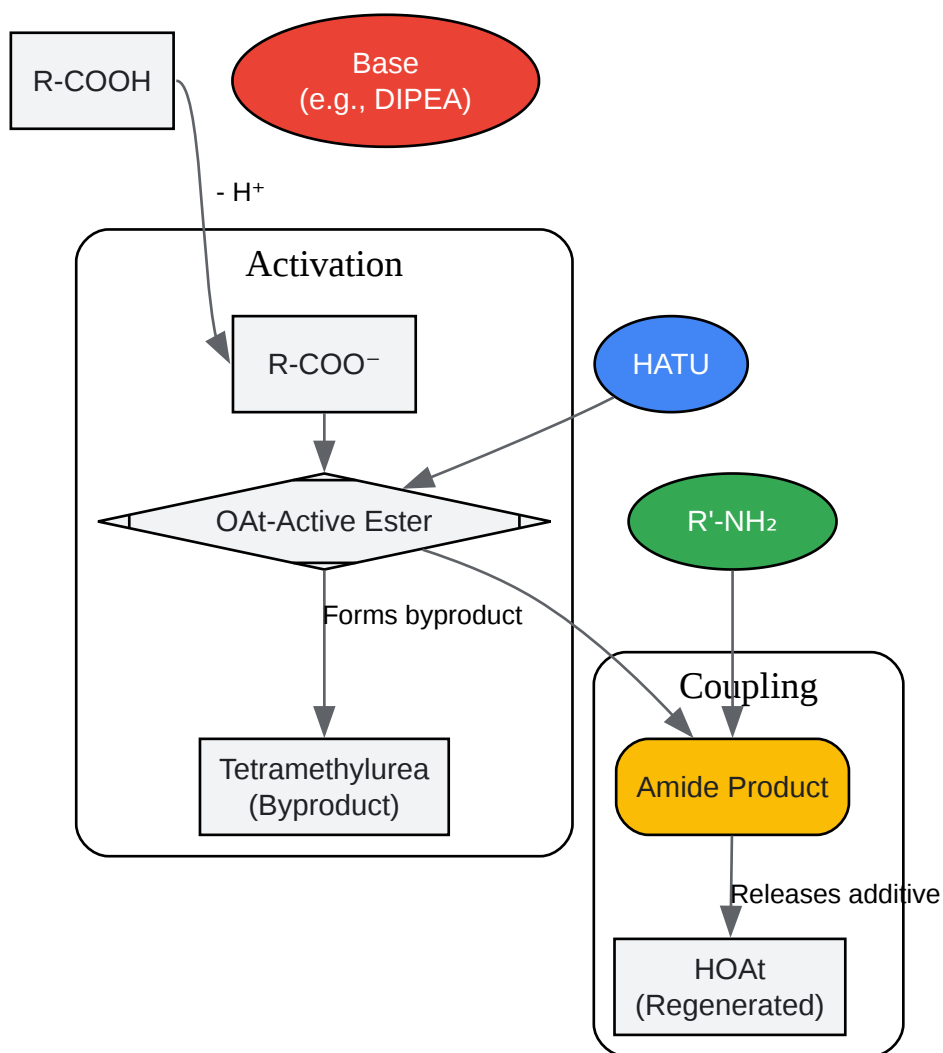 R-COOH
Base
(e.g., DIPEA)
- H⁺
Activation
R-COO⁻
HATU
OAt-Active Ester
R'-NH₂
Forms byproduct
Coupling
Tetramethylurea
(Byproduct)
Amide Product
Releases additive
HOAt
(Regenerated)